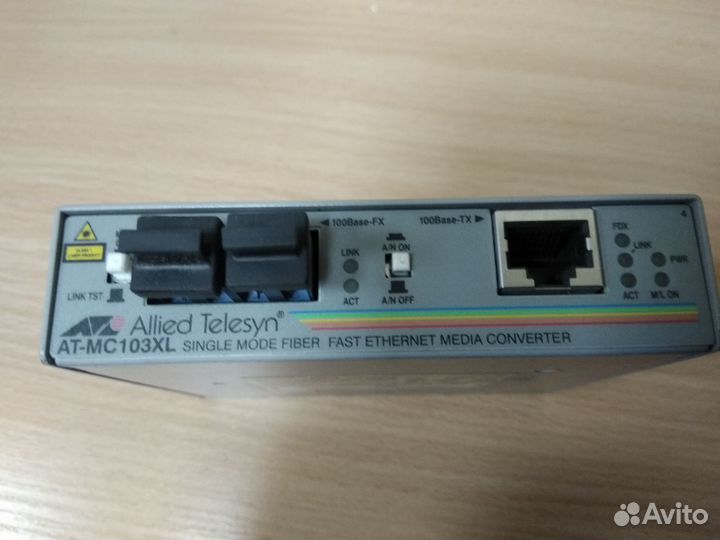 ◄ 100Base-FX
100Base-TX ►
4
LINK
A/N ON
FDX
LINK
PWR
LINK TST
ACT
A/N OFF
ACT
M/L ON
Allied Telesyn®
AT-MC103XL SINGLE MODE FIBER FAST ETHERNET MEDIA CONVERTER
Avito